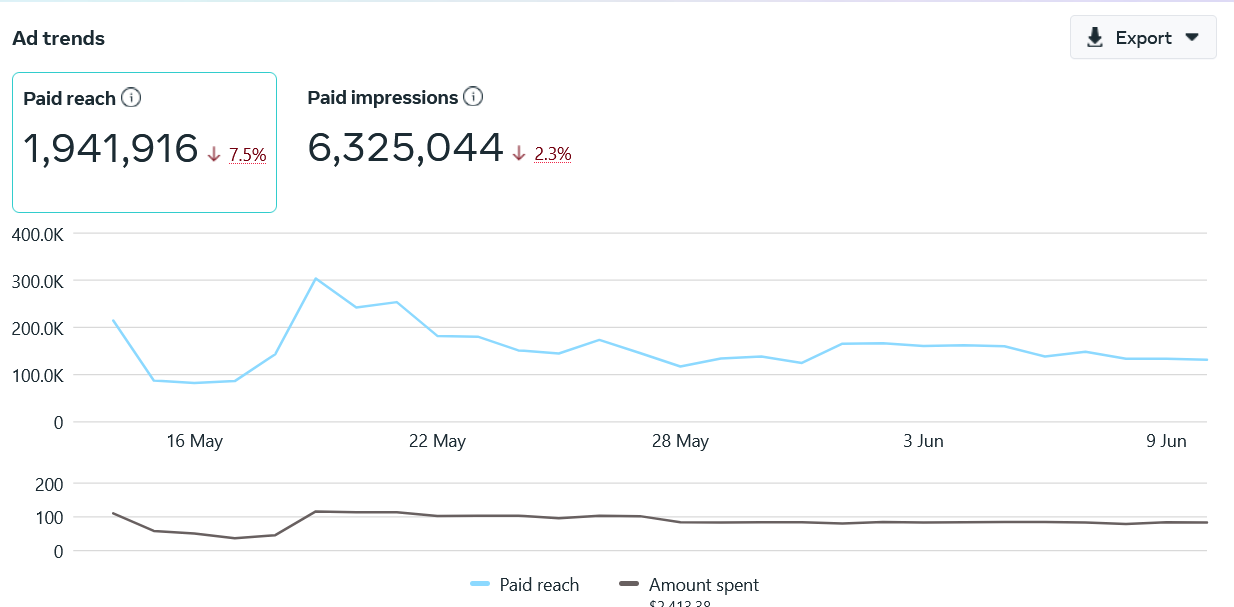 Ad trends
Export
Paid reach
1,941,916 ↓ 7.5%
Paid impressions
6,325,044 ↓ 2.3%
400.0K
300.0K
200.0K
100.0K
0
16 May 22 May 28 May 3 Jun 9 Jun
200
100
0
Paid reach Amount spent
$2,413.38